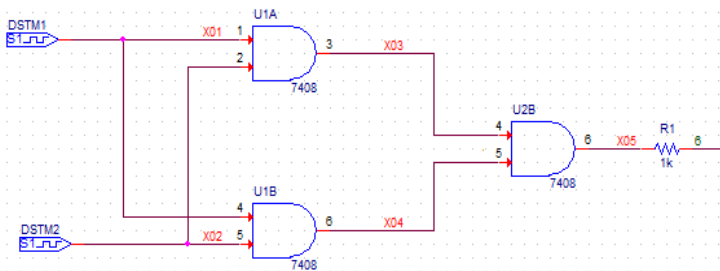 U1A
DSTM1
S1
X01
1
2
3
X03
7408
U2B
4
5
6
X05
R1
1k
6
7408
U1B
DSTM2
S1
X02
4
5
6
X04
7408